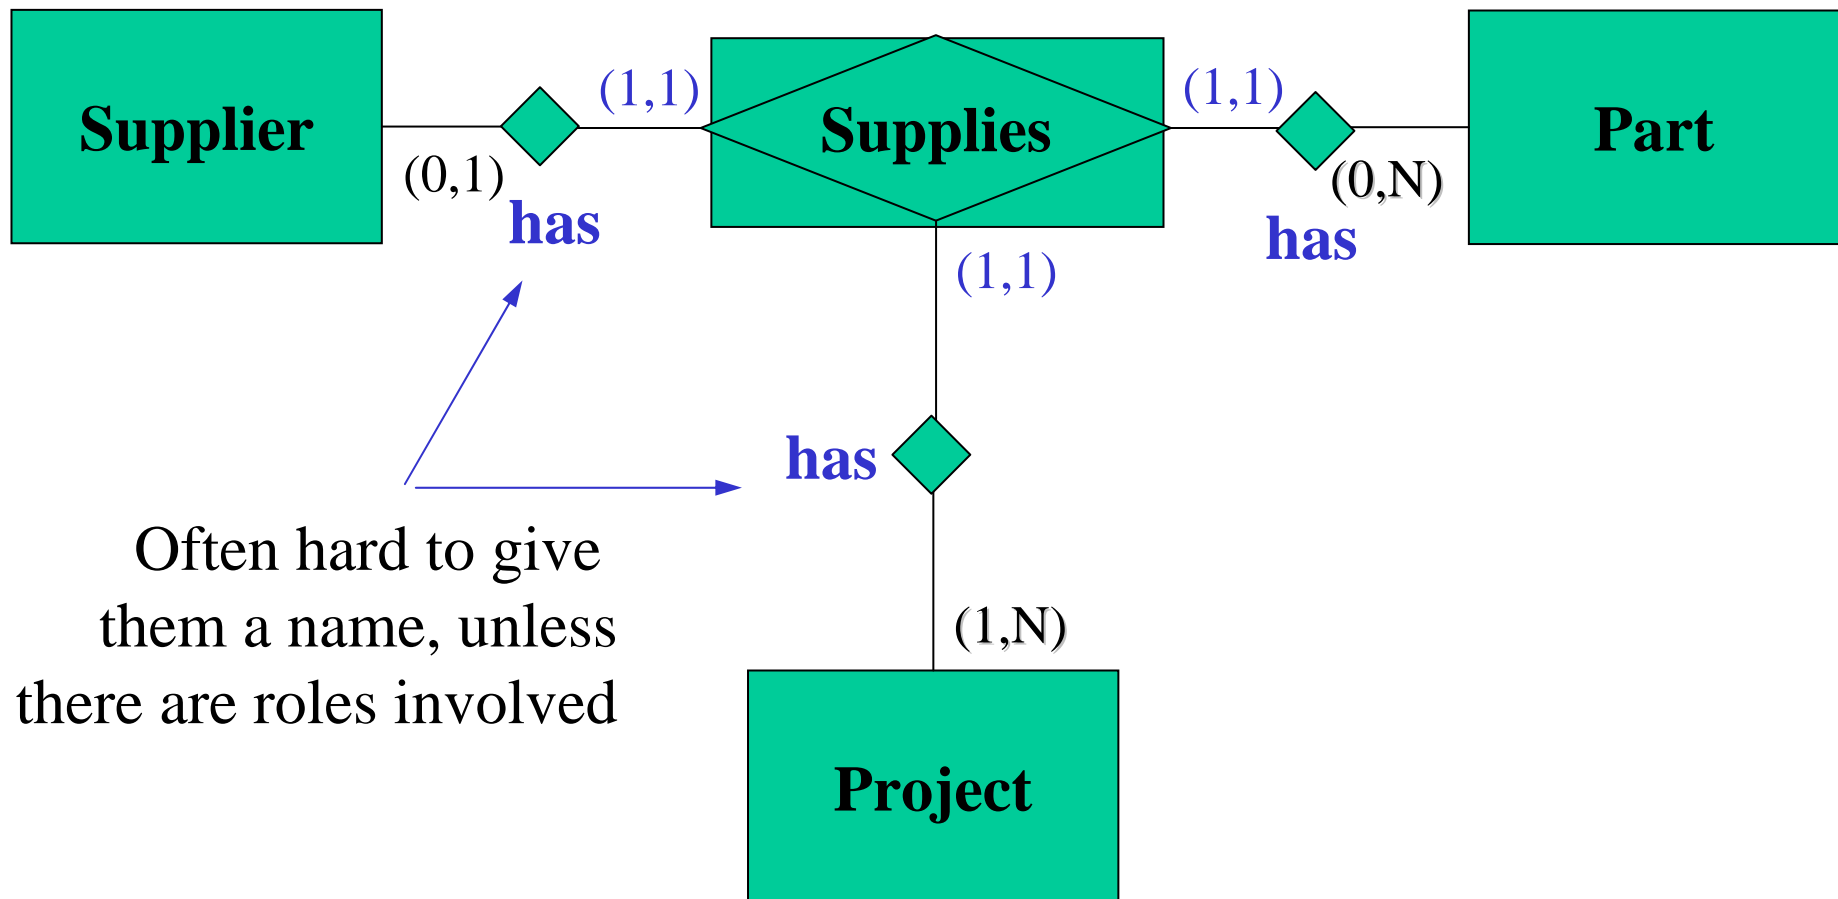 Supplier
(0,1)
has
(1,1)
Supplies
(1,1)
has
(0,N)
Part
(1,1)
has
Often hard to give
them a name, unless
there are roles involved
(1,N)
Project